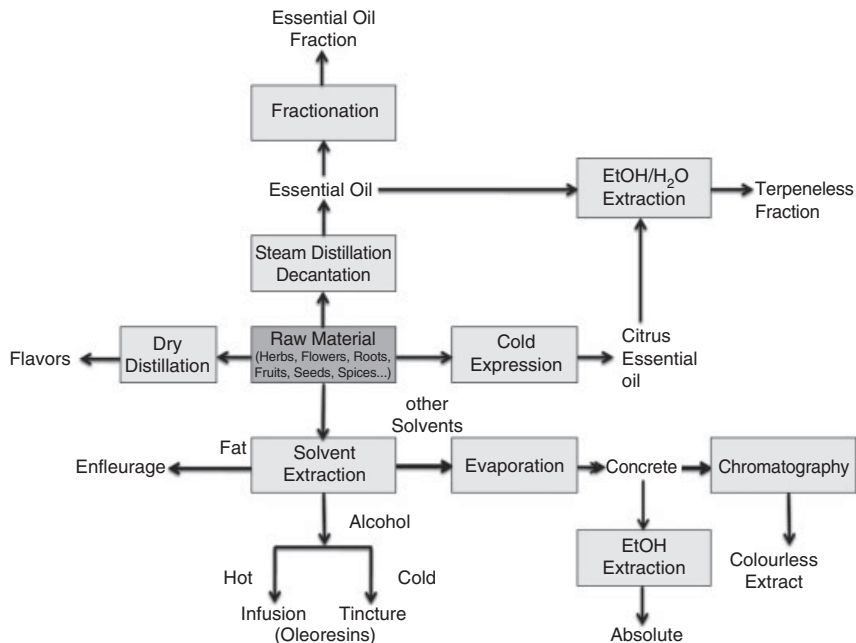 Essential Oil
Fraction
Fractionation
Essential Oil
EtOH/H₂O
Extraction
Terpeneless
Fraction
Steam Distillation
Decantation
Flavors
Dry
Distillation
Raw Material
(Herbs, Flowers, Roots,
Fruits, Seeds, Spices...)
Cold
Expression
Citrus
Essential
oil
other
Solvents
Enfleurage
Fat
Solvent
Extraction
Evaporation
Concrete
Chromatography
Alcohol
Hot
Cold
Infusion
Tincture
(Oleoresins)
EtOH
Extraction
Absolute
Colourless
Extract